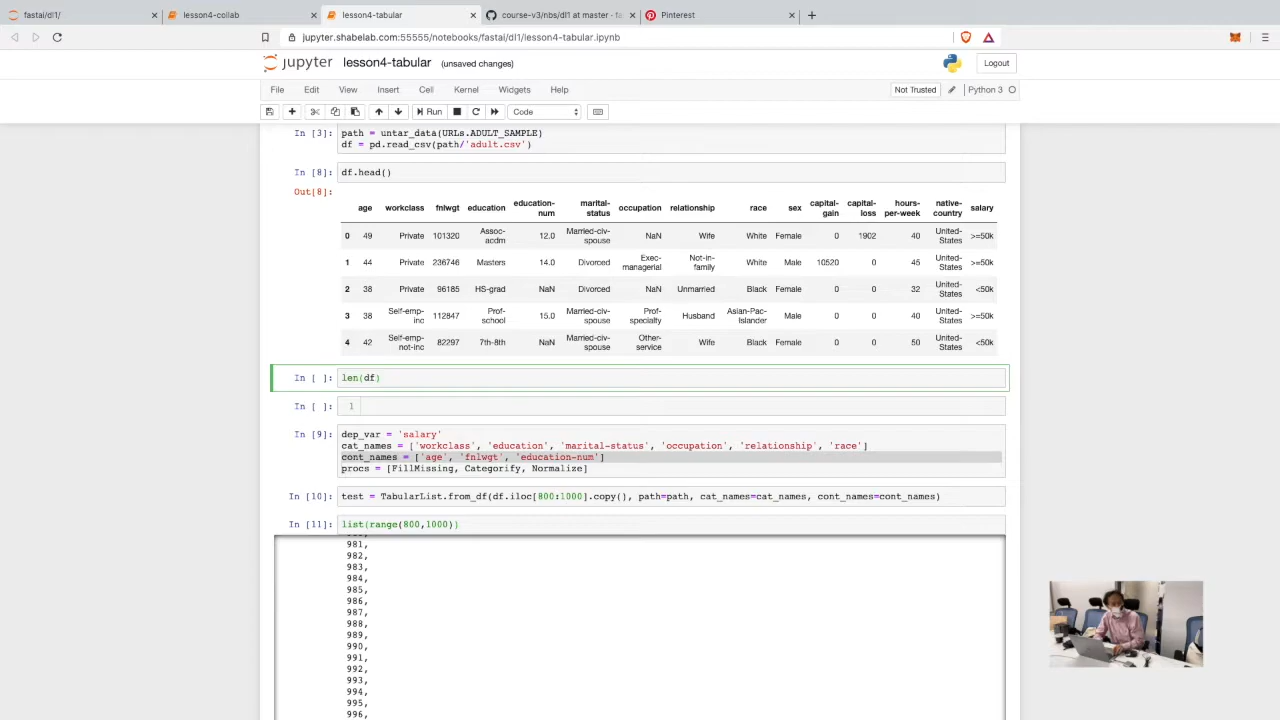 fastai/dl1/
lesson4-collab
lesson4-tabular
course-v3/nbs/dl1 at master · fa
Pinterest
jupyter.shabelab.com:55555/notebooks/fastai/dl1/lesson4-tabular.ipynb
jupyter lesson4-tabular (unsaved changes)
Logout
File Edit View Insert Cell Kernel Widgets Help
Not Trusted
Python 3
Run
Code
In [3]: path = untar_data(URLs.ADULT_SAMPLE)
df = pd.read_csv(path/'adult.csv')
In [8]: df.head()
Out[8]:
age workclass fnlwgt education education-num marital-status occupation relationship race sex capital-gain capital-loss hours-per-week native-country salary
0 49 Private 101320 Assoc-acdm 12.0 Married-civ-spouse NaN Wife White Female 0 1902 40 United-States >=50k
1 44 Private 236746 Masters 14.0 Divorced Exec-managerial Not-in-family White Male 10520 0 45 United-States >=50k
2 38 Private 96185 HS-grad NaN Divorced NaN Unmarried Black Female 0 0 32 United-States <50k
3 38 Self-emp-inc 112847 Prof-school 15.0 Married-civ-spouse Prof-specialty Husband Asian-Pac-Islander Male 0 0 40 United-States >=50k
4 42 Self-emp-not-inc 82297 7th-8th NaN Married-civ-spouse Other-service Wife Black Female 0 0 50 United-States <50k
In [ ]: len(df)
In [ ]: 1
In [9]: dep_var = 'salary'
cat_names = ['workclass', 'education', 'marital-status', 'occupation', 'relationship', 'race']
cont_names = ['age', 'fnlwgt', 'education-num']
procs = [FillMissing, Categorify, Normalize]
In [10]: test = TabularList.from_df(df.iloc[800:1000].copy(), path=path, cat_names=cat_names, cont_names=cont_names)
In [11]: list(range(800,1000))
981,
982,
983,
984,
985,
986,
987,
988,
989,
990,
991,
992,
993,
994,
995,
996,